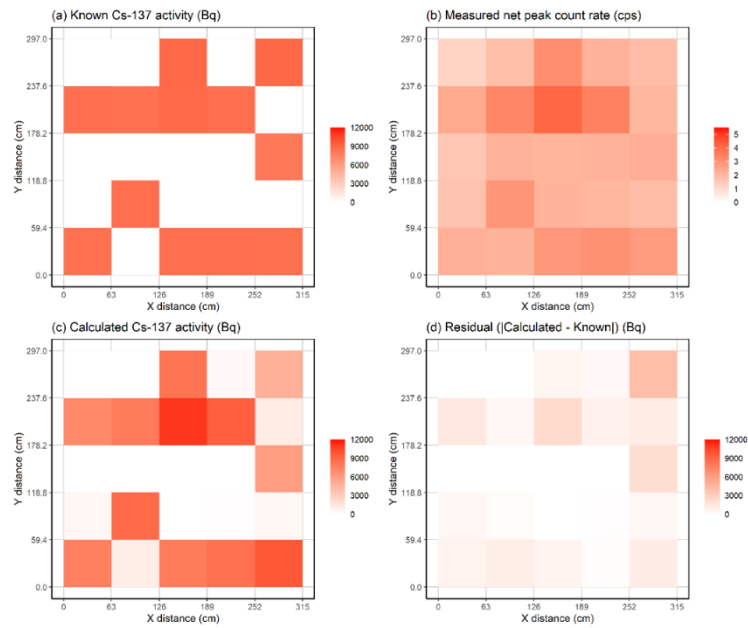 (a) Known Cs-137 activity (Bq)
297.0
237.6
178.2
118.8
59.4
0.0
Y distance (cm)
0 63 126 189 252 315
X distance (cm)
12000
9000
6000
3000
0
(b) Measured net peak count rate (cps)
297.0
237.6
178.2
118.8
59.4
0.0
Y distance (cm)
0 63 126 189 252 315
X distance (cm)
5
4
3
2
1
0
(c) Calculated Cs-137 activity (Bq)
297.0
237.6
178.2
118.8
59.4
0.0
Y distance (cm)
0 63 126 189 252 315
X distance (cm)
12000
9000
6000
3000
0
(d) Residual (|Calculated - Known|) (Bq)
297.0
237.6
178.2
118.8
59.4
0.0
Y distance (cm)
0 63 126 189 252 315
X distance (cm)
12000
9000
6000
3000
0